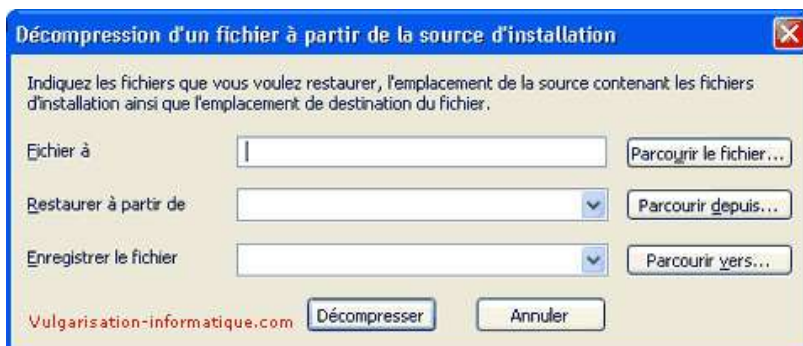 Décompression d'un fichier à partir de la source d'installation
Indiquez les fichiers que vous voulez restaurer, l'emplacement de la source contenant les fichiers
d'installation ainsi que l'emplacement de destination du fichier.
Fichier à
Parcourir le fichier...
Restaurer à partir de
Parcourir depuis...
Enregistrer le fichier
Parcourir vers...
Vulgarisation-informatique.com
Décompresser
Annuler